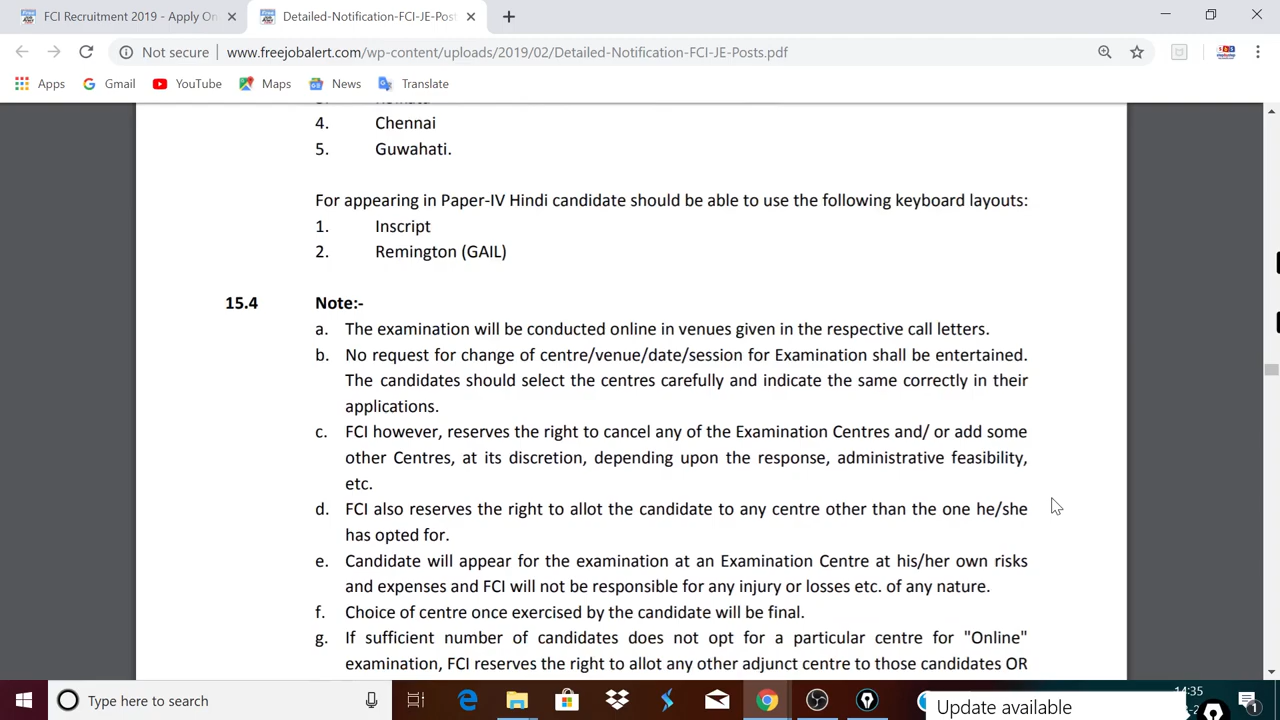 FCI Recruitment 2019 - Apply On
Detailed-Notification-FCI-JE-Post
Not secure
www.freejobalert.com/wp-content/uploads/2019/02/Detailed-Notification-FCI-JE-Posts.pdf
Apps
Gmail
YouTube
Maps
News
Translate
4. Chennai
5. Guwahati.
For appearing in Paper-IV Hindi candidate should be able to use the following keyboard layouts:
1. Inscript
2. Remington (GAIL)
15.4 Note:-
a. The examination will be conducted online in venues given in the respective call letters.
b. No request for change of centre/venue/date/session for Examination shall be entertained.
The candidates should select the centres carefully and indicate the same correctly in their
applications.
c. FCI however, reserves the right to cancel any of the Examination Centres and/ or add some
other Centres, at its discretion, depending upon the response, administrative feasibility,
etc.
d. FCI also reserves the right to allot the candidate to any centre other than the one he/she
has opted for.
e. Candidate will appear for the examination at an Examination Centre at his/her own risks
and expenses and FCI will not be responsible for any injury or losses etc. of any nature.
f. Choice of centre once exercised by the candidate will be final.
g. If sufficient number of candidates does not opt for a particular centre for "Online"
examination, FCI reserves the right to allot any other adjunct centre to those candidates OR
Type here to search
14:35
Update available